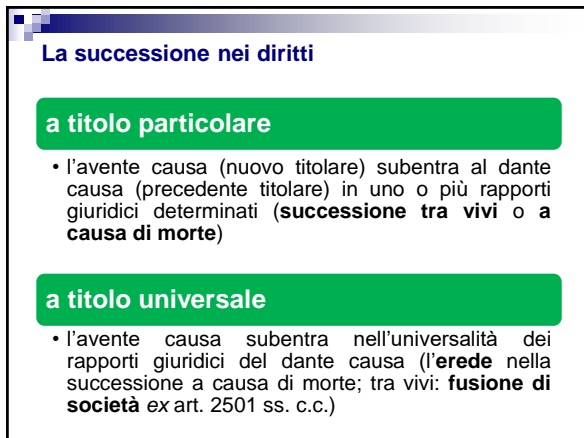 La successione nei diritti
a titolo particolare
• l'avente causa (nuovo titolare) subentra al dante
causa (precedente titolare) in uno o più rapporti
giuridici determinati (successione tra vivi o a
causa di morte)
a titolo universale
• l'avente causa subentra nell'universalità dei
rapporti giuridici del dante causa (l'erede nella
successione a causa di morte; tra vivi: fusione di
società ex art. 2501 ss. c.c.)